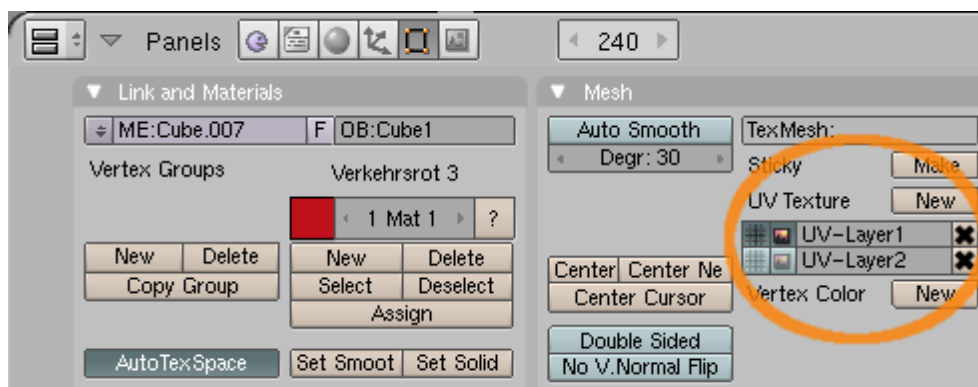 Panels 240
Link and Materials
ME:Cube.007 F OB:Cube1
Vertex Groups
Verkehrsrot 3
1 Mat 1 ?
New Delete
Copy Group
New Delete
Select Deselect
Assign
AutoTexSpace
Set Smoot Set Solid
Mesh
Auto Smooth
Degr: 30
Center Center Ne
Center Cursor
Double Sided
No V.Normal Flip
TexMesh:
Sticky Make
UV Texture New
UV-Layer1
UV-Layer2
Vertex Color New